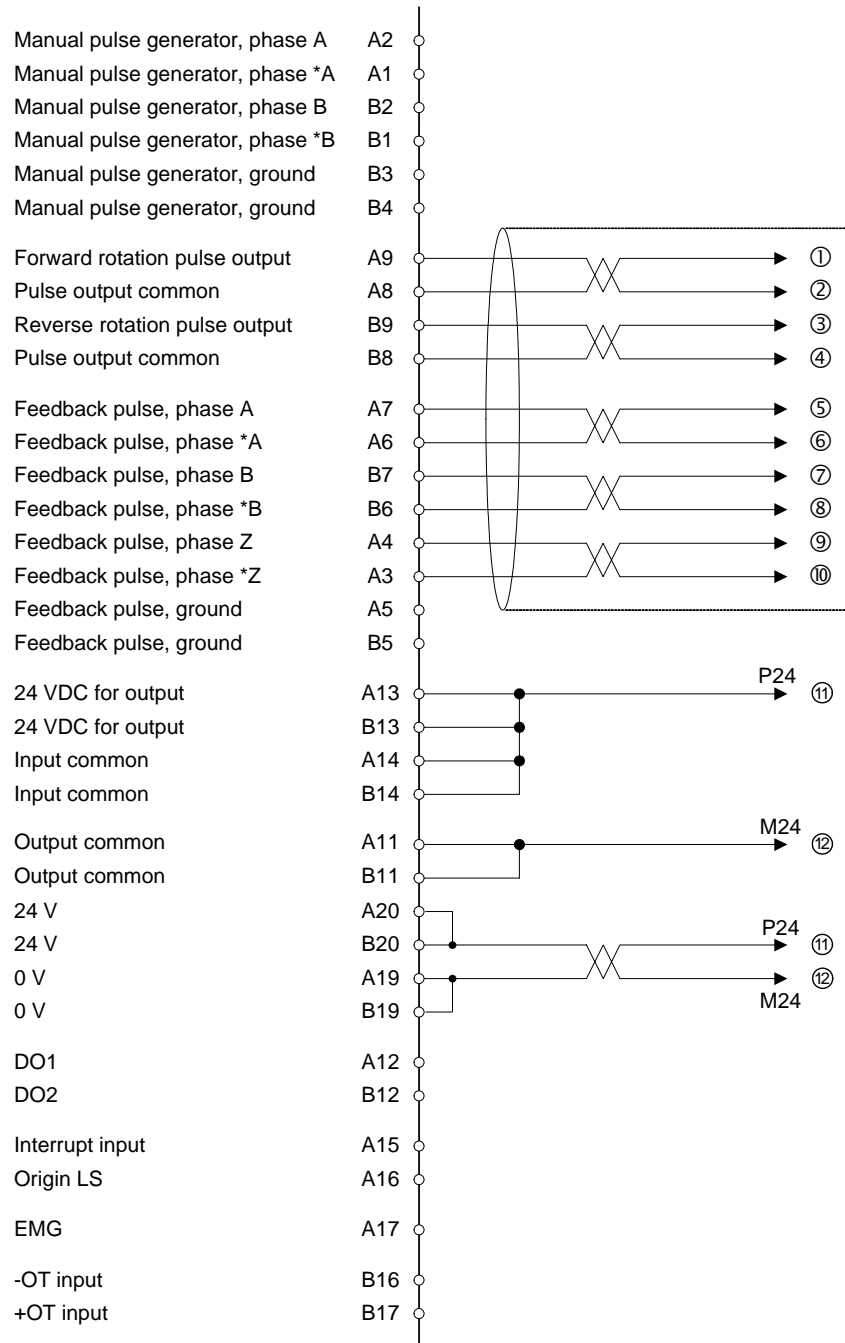 Manual pulse generator, phase A A2
Manual pulse generator, phase *A A1
Manual pulse generator, phase B B2
Manual pulse generator, phase *B B1
Manual pulse generator, ground B3
Manual pulse generator, ground B4
Forward rotation pulse output A9 ①
Pulse output common A8 ②
Reverse rotation pulse output B9 ③
Pulse output common B8 ④
Feedback pulse, phase A A7 ⑤
Feedback pulse, phase *A A6 ⑥
Feedback pulse, phase B B7 ⑦
Feedback pulse, phase *B B6 ⑧
Feedback pulse, phase Z A4 ⑨
Feedback pulse, phase *Z A3 ⑩
Feedback pulse, ground A5
Feedback pulse, ground B5
24 VDC for output A13 P24 ⑪
24 VDC for output B13
Input common A14
Input common B14
Output common A11 M24 ⑫
Output common B11
24 V A20
24 V B20 P24 ⑪
0 V A19 ⑫
0 V B19 M24
DO1 A12
DO2 B12
Interrupt input A15
Origin LS A16
EMG A17
-OT input B16
+OT input B17